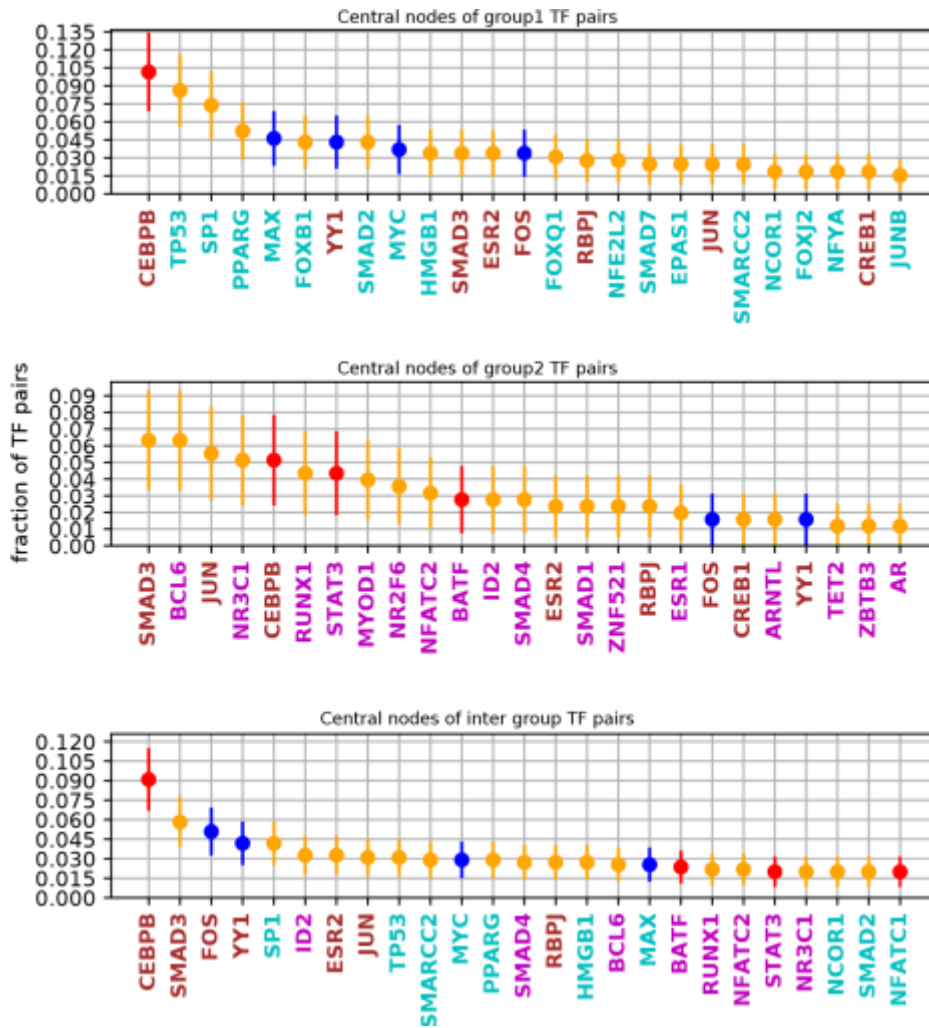 Central nodes of group1 TF pairs
0.135
0.120
0.105
0.090
0.075
0.060
0.045
0.030
0.015
0.000
CEBPB
TP53
SP1
PPARG
MAX
FOXB1
YY1
SMAD2
MYC
HMGB1
SMAD3
ESR2
FOS
FOXQ1
RBPJ
NFE2L2
SMAD7
EPAS1
JUN
SMARCC2
NCOR1
FOXJ2
NFYA
CREB1
JUNB
fraction of TF pairs
Central nodes of group2 TF pairs
0.09
0.08
0.07
0.06
0.05
0.04
0.03
0.02
0.01
0.00
SMAD3
BCL6
JUN
NR3C1
CEBPB
RUNX1
STAT3
MYOD1
NR2F6
NFATC2
BATF
ID2
SMAD4
ESR2
SMAD1
ZNF521
RBPJ
ESR1
FOS
CREB1
ARNTL
YY1
TET2
ZBTB3
AR
Central nodes of inter group TF pairs
0.120
0.105
0.090
0.075
0.060
0.045
0.030
0.015
0.000
CEBPB
SMAD3
FOS
YY1
SP1
ID2
ESR2
JUN
TP53
SMARCC2
MYC
PPARG
SMAD4
RBPJ
HMGB1
BCL6
MAX
BATF
RUNX1
NFATC2
STAT3
NR3C1
NCOR1
SMAD2
NFATC1